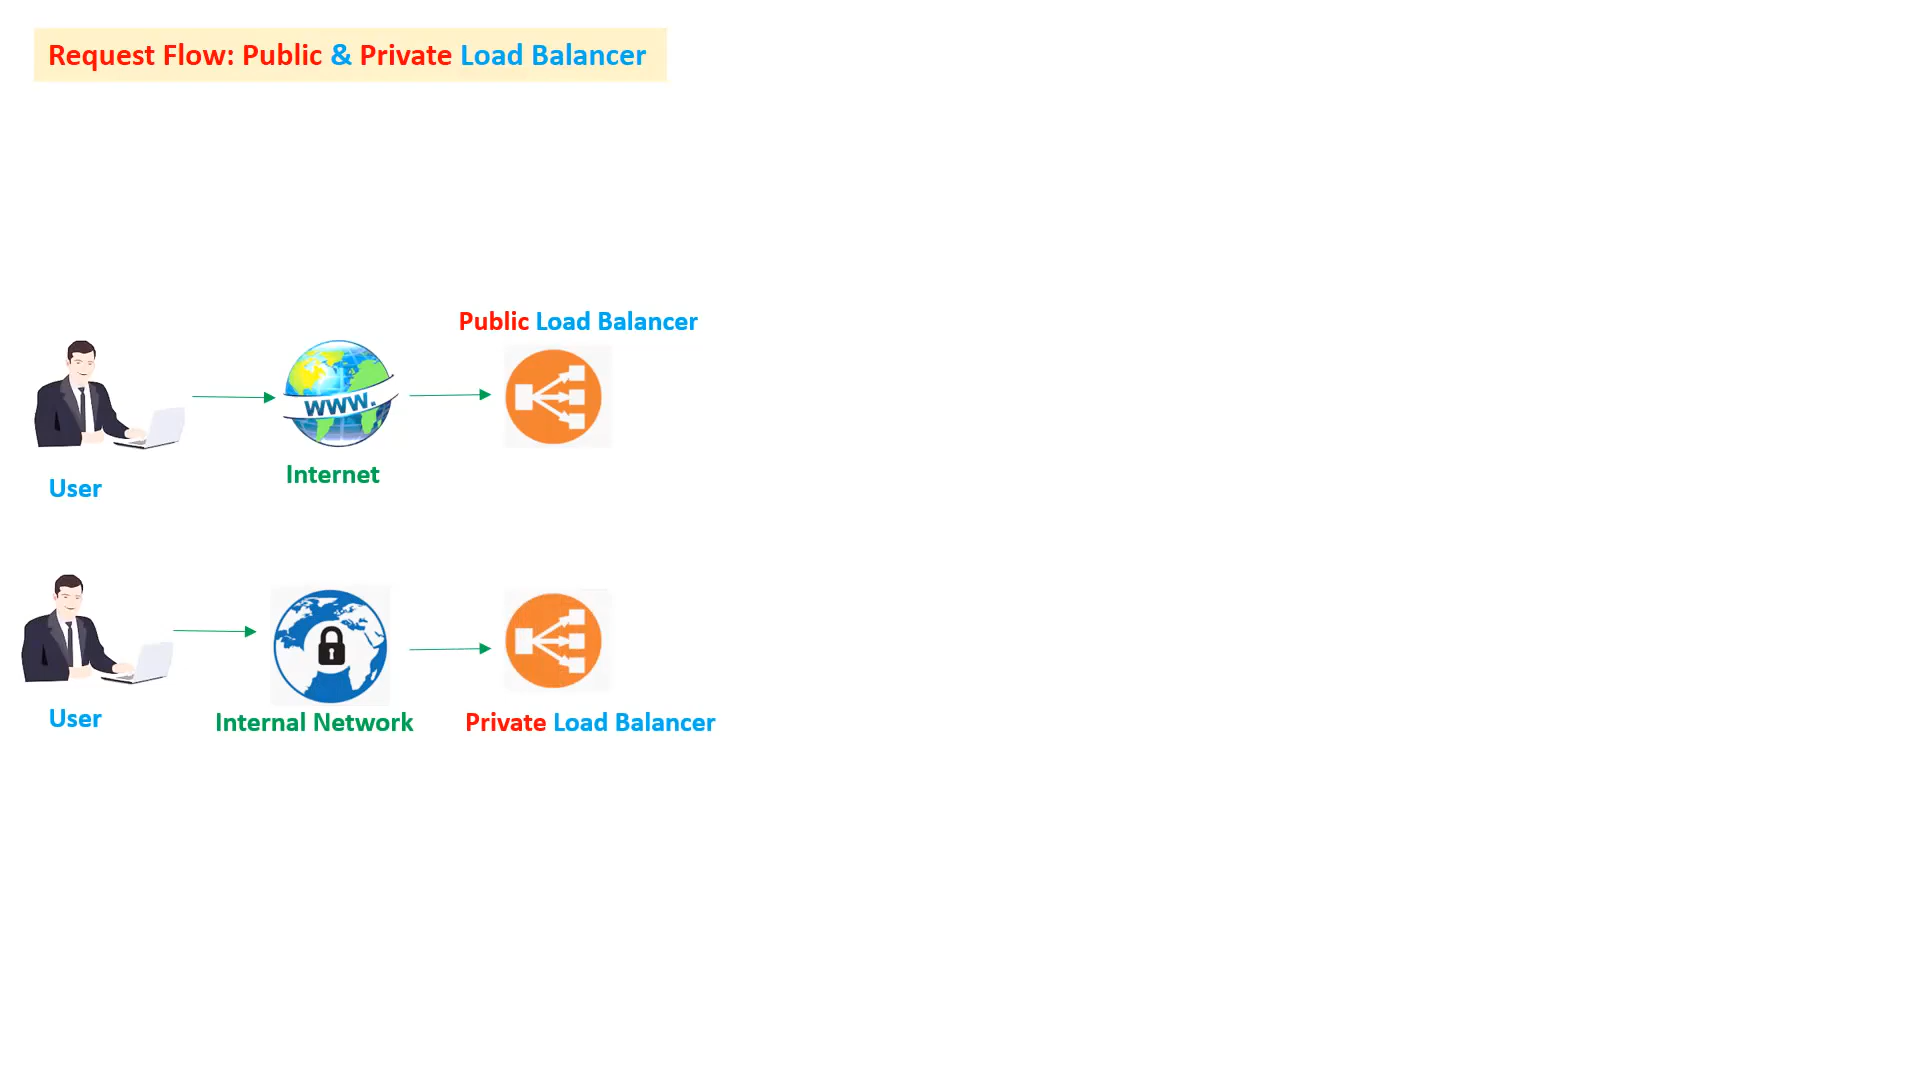 Request Flow: Public & Private Load Balancer
Public Load Balancer
www.
Internet
User
User
Internal Network
Private Load Balancer